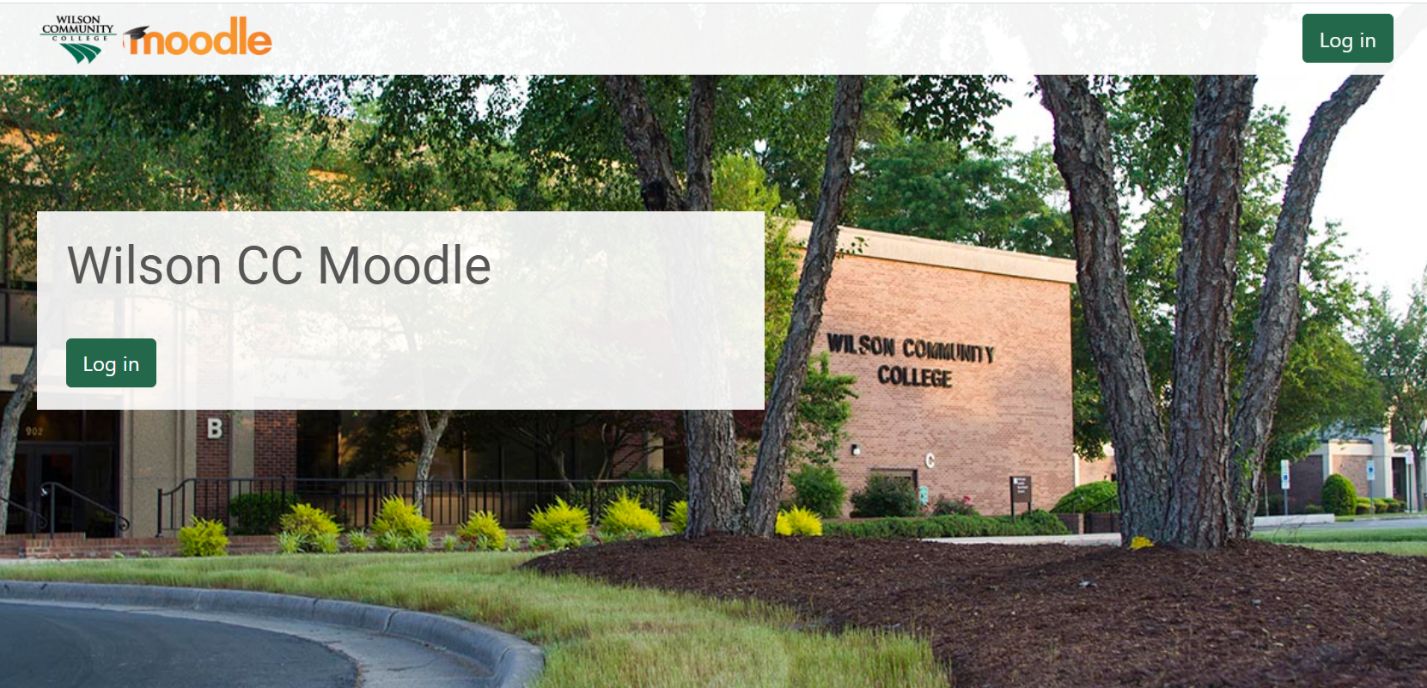 WILSON
COMMUNITY
COLLEGE
moodle
Log in
Wilson CC Moodle
Log in
WILSON COMMUNITY
COLLEGE
902
B
C